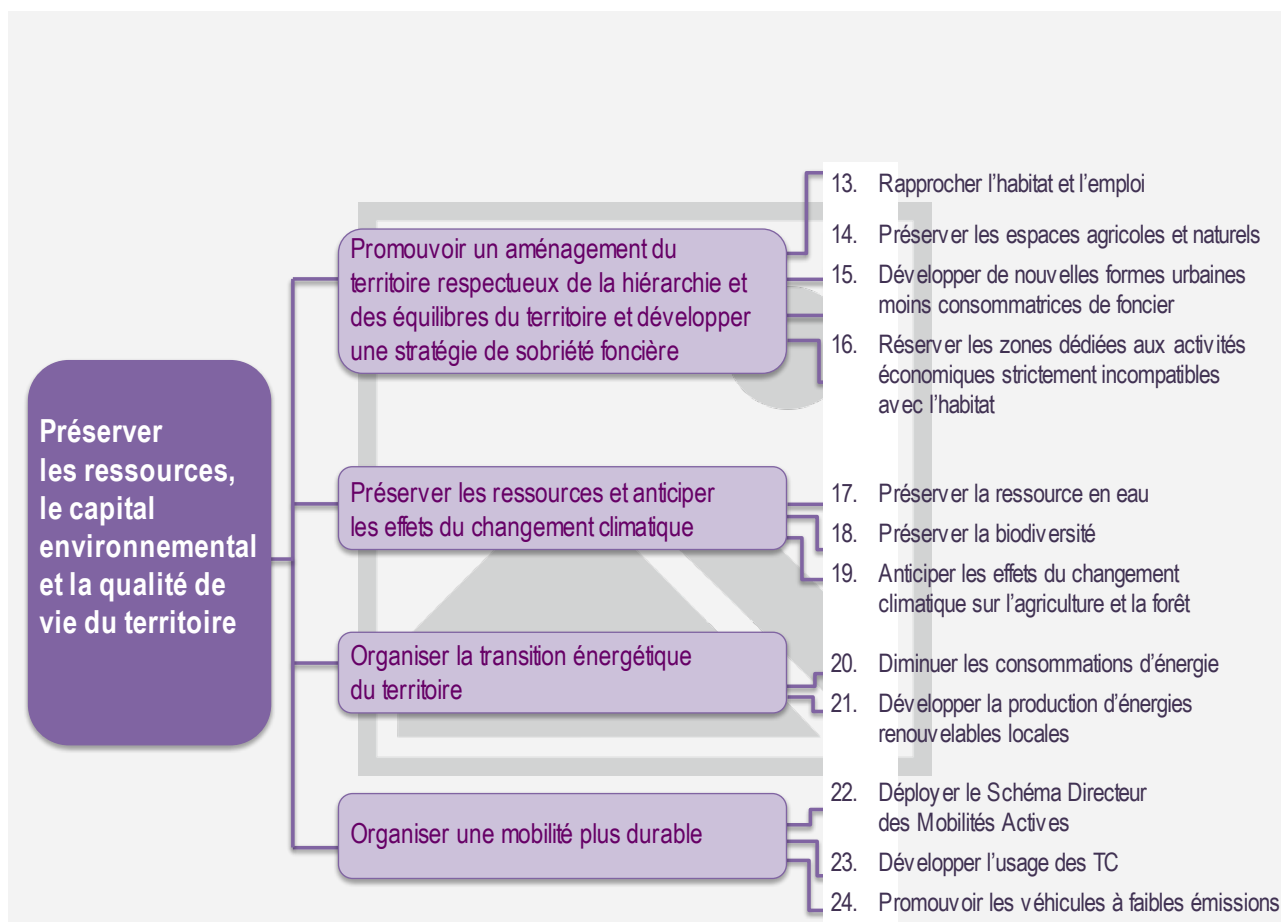 Préserver
les ressources,
le capital
environnemental
et la qualité de
vie du territoire
Promouvoir un aménagement du
territoire respectueux de la hiérarchie et
des équilibres du territoire et développer
une stratégie de sobriété foncière
13. Rapprocher l'habitat et l'emploi
14. Préserver les espaces agricoles et naturels
15. Développer de nouvelles formes urbaines
moins consommatrices de foncier
16. Réserver les zones dédiées aux activités
économiques strictement incompatibles
avec l'habitat
Préserver les ressources et anticiper
les effets du changement climatique
17. Préserver la ressource en eau
18. Préserver la biodiversité
19. Anticiper les effets du changement
climatique sur l'agriculture et la forêt
Organiser la transition énergétique
du territoire
20. Diminuer les consommations d'énergie
21. Développer la production d'énergies
renouvelables locales
Organiser une mobilité plus durable
22. Déployer le Schéma Directeur
des Mobilités Actives
23. Développer l'usage des TC
24. Promouvoir les véhicules à faibles émissions